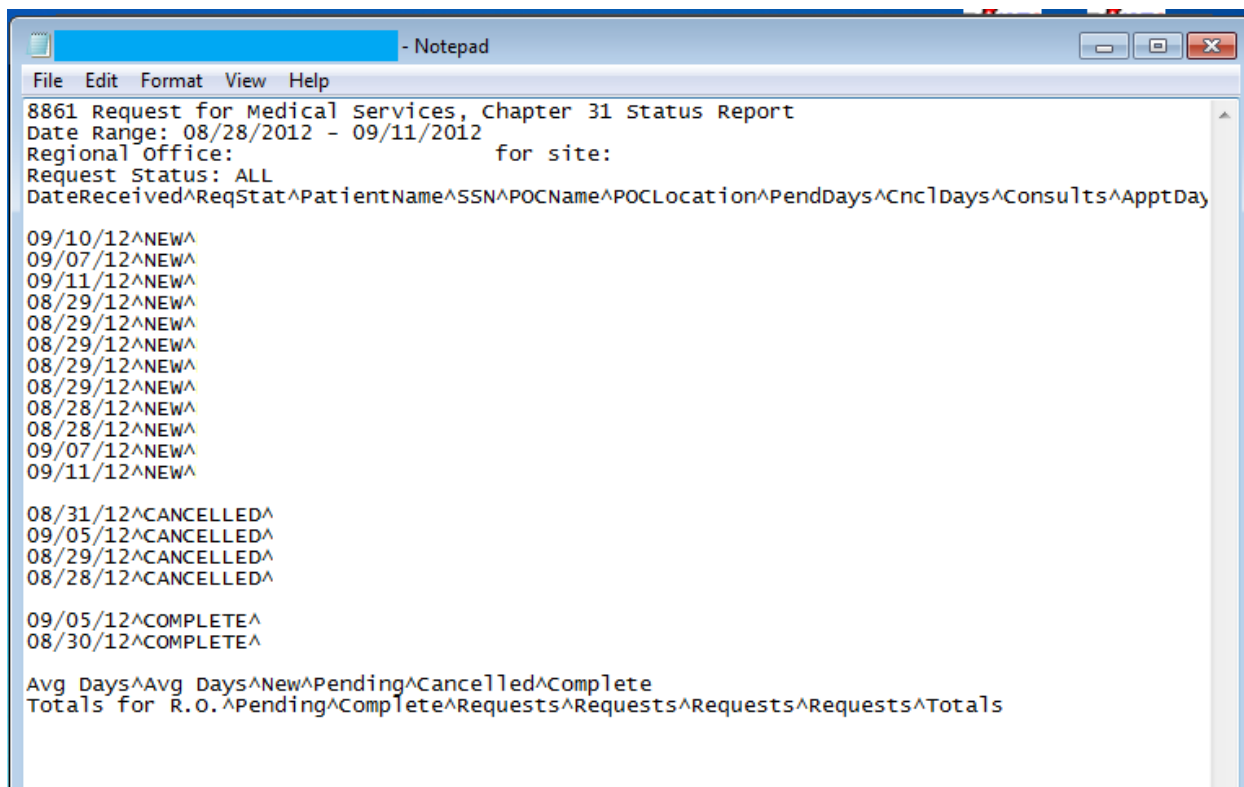 - Notepad
File Edit Format View Help
8861 Request for Medical Services, Chapter 31 Status Report
Date Range: 08/28/2012 - 09/11/2012
Regional Office: for site:
Request Status: ALL
DateReceived^ReqStat^PatientName^SSN^POCName^POCLocation^PendDays^CnclDays^Consults^ApptDay
09/10/12^NEW^
09/07/12^NEW^
09/11/12^NEW^
08/29/12^NEW^
08/29/12^NEW^
08/29/12^NEW^
08/29/12^NEW^
08/29/12^NEW^
08/28/12^NEW^
08/28/12^NEW^
09/07/12^NEW^
09/11/12^NEW^
08/31/12^CANCELLED^
09/05/12^CANCELLED^
08/29/12^CANCELLED^
08/28/12^CANCELLED^
09/05/12^COMPLETE^
08/30/12^COMPLETE^
Avg Days^Avg Days^New^Pending^Cancelled^Complete
Totals for R.O.^Pending^Complete^Requests^Requests^Requests^Requests^Totals